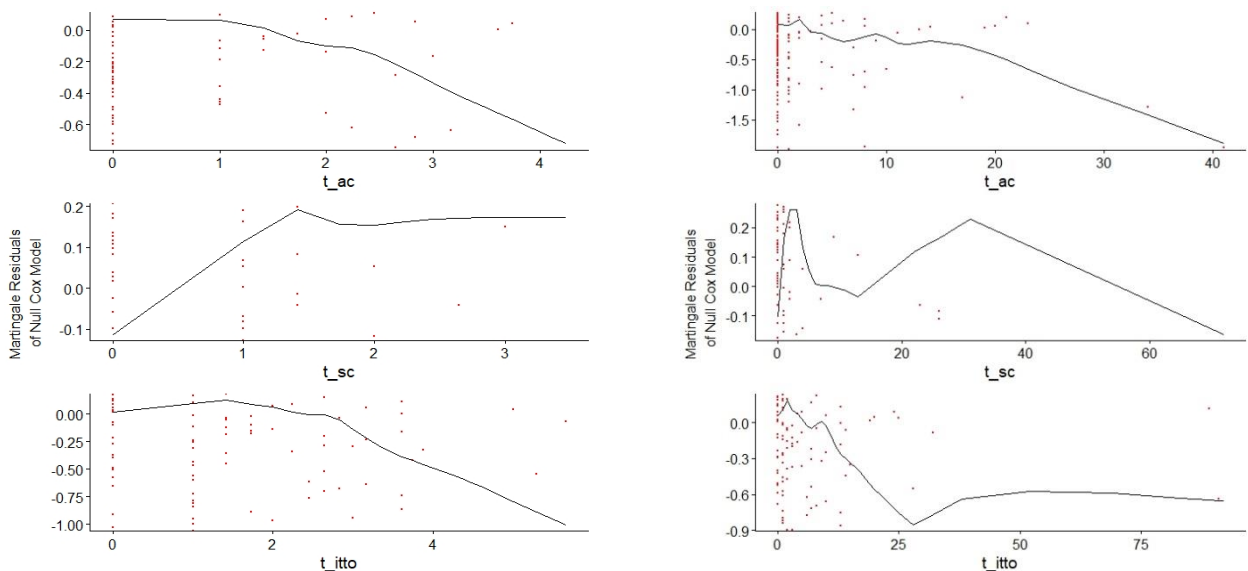 0.0
-0.2
-0.4
-0.6
0 1 2 3 4
t_ac
0.0
-0.5
-1.0
-1.5
0 10 20 30 40
t_ac
Martingale Residuals
of Null Cox Model
0.2
0.1
0.0
-0.1
0 1 2 3
t_sc
Martingale Residuals
of Null Cox Model
0.2
0.1
0.0
-0.1
0 20 40 60
t_sc
0.00
-0.25
-0.50
-0.75
-1.00
0 2 4
t_itto
0.0
-0.3
-0.6
-0.9
0 25 50 75
t_itto